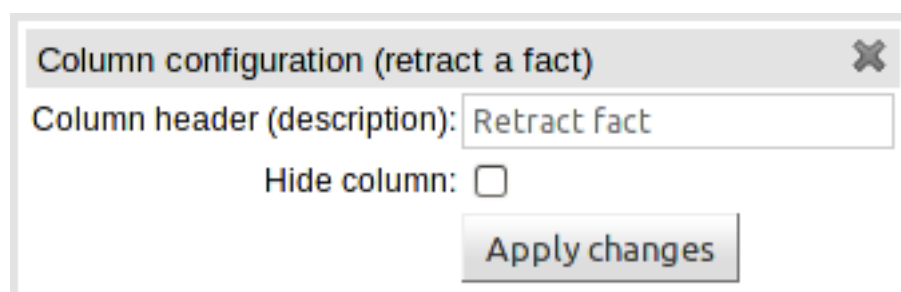 Column configuration (retract a fact)
Column header (description): Retract fact
Hide column:
Apply changes